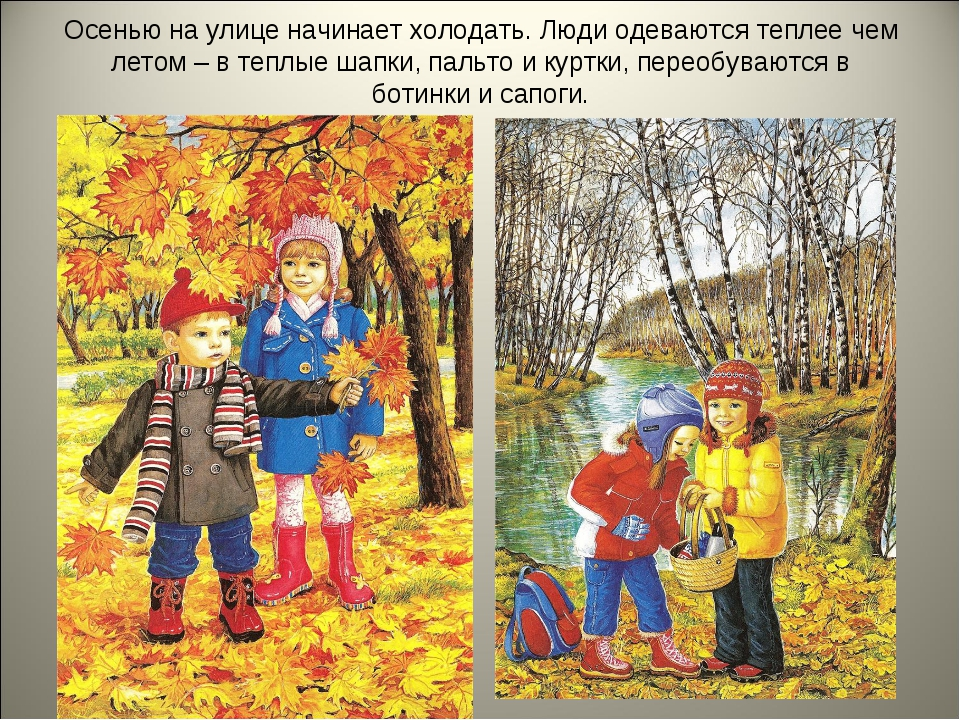 Осенью на улице начинает холодать. Люди одеваются теплее чем
летом – в теплые шапки, пальто и куртки, переобуваются в
ботинки и сапоги.